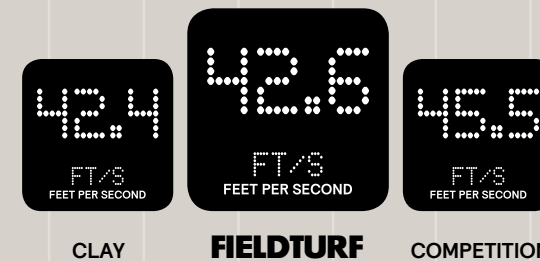 42.4
FT/S
FEET PER SECOND
CLAY
42.6
FT/S
FEET PER SECOND
FIELDTURF
45.5
FT/S
FEET PER SECOND
COMPETITION